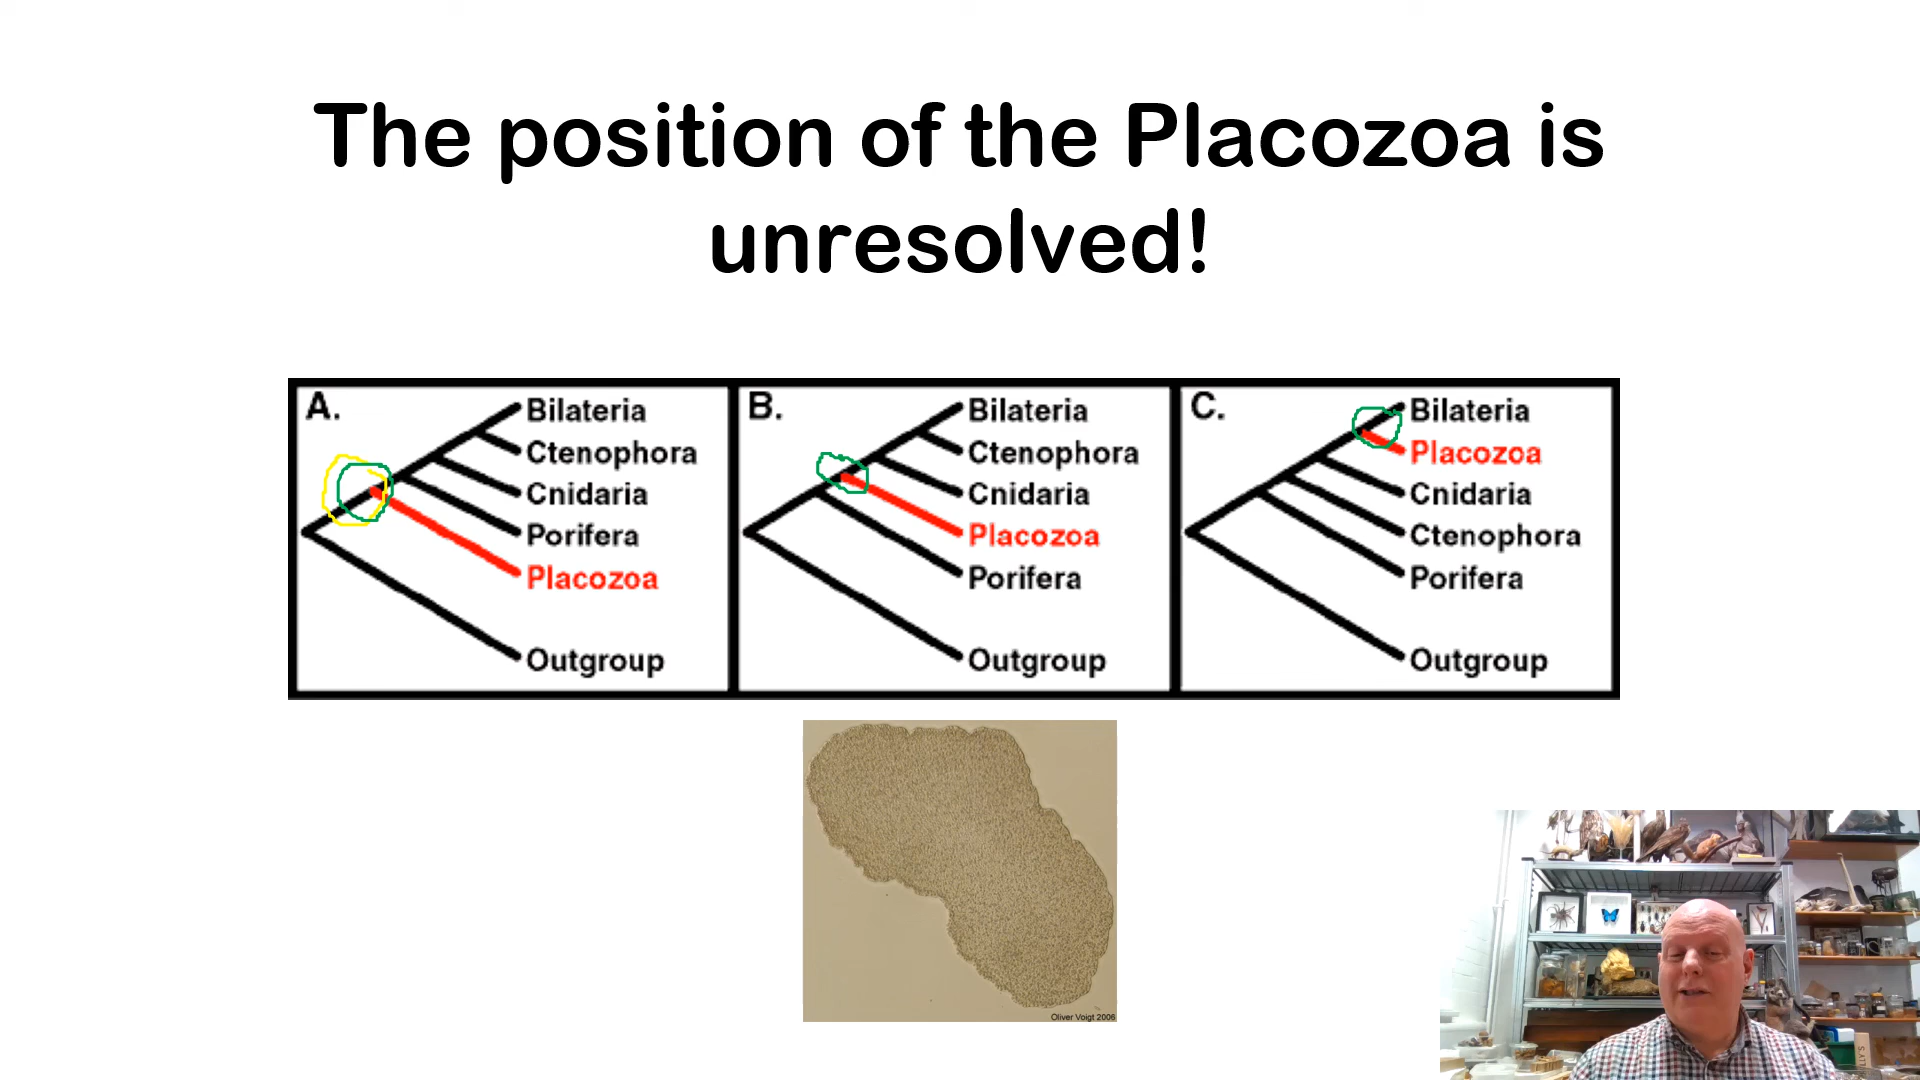 The position of the Placozoa is
unresolved!
A.
Bilateria
Ctenophora
Cnidaria
Porifera
Placozoa
Outgroup
B.
Bilateria
Ctenophora
Cnidaria
Placozoa
Porifera
Outgroup
C.
Bilateria
Placozoa
Cnidaria
Ctenophora
Porifera
Outgroup
Oliver Voigt 2006